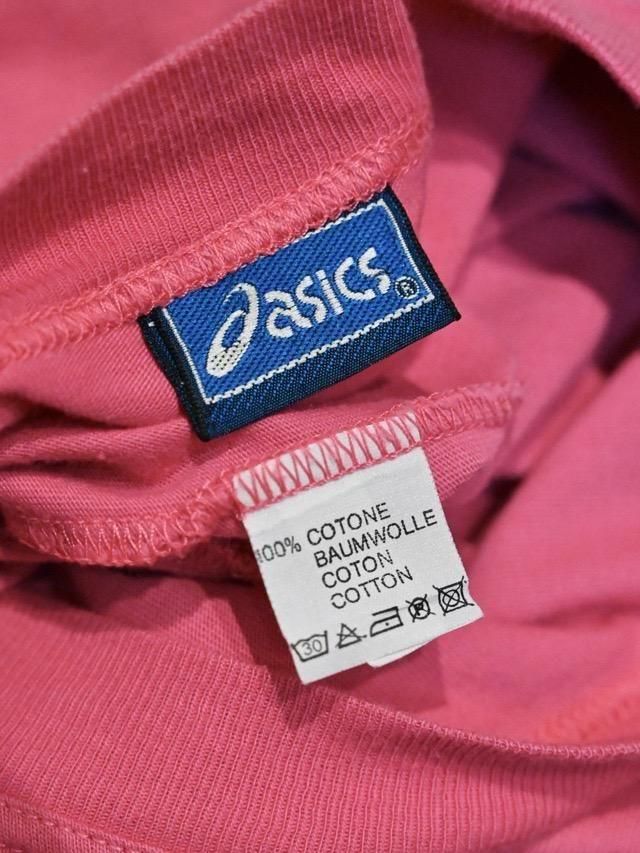 asics®
100% COTONE
BAUMWOLLE
COTON
COTTON
30 P